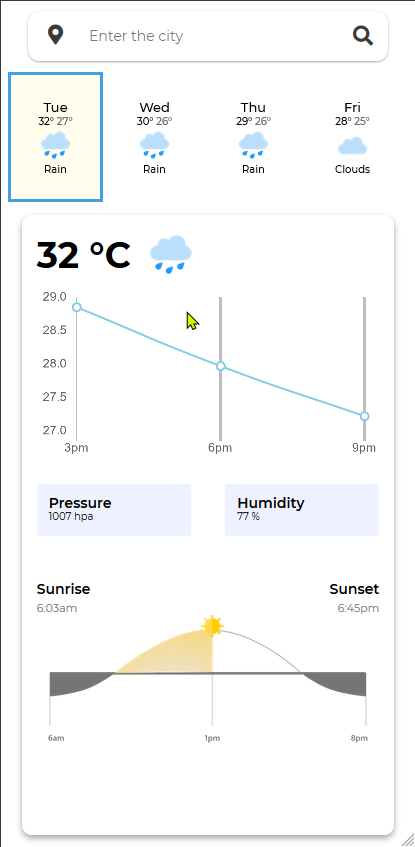 Enter the city
Tue Wed Thu Fri
32° 27° 30° 26° 29° 26° 28° 25°
Rain Rain Rain Clouds
32 °C
29.0
28.5
28.0
27.5
27.0
3pm 6pm 9pm
Pressure Humidity
1007 hpa 77 %
Sunrise Sunset
6:03am 6:45pm
6am 1pm 8pm